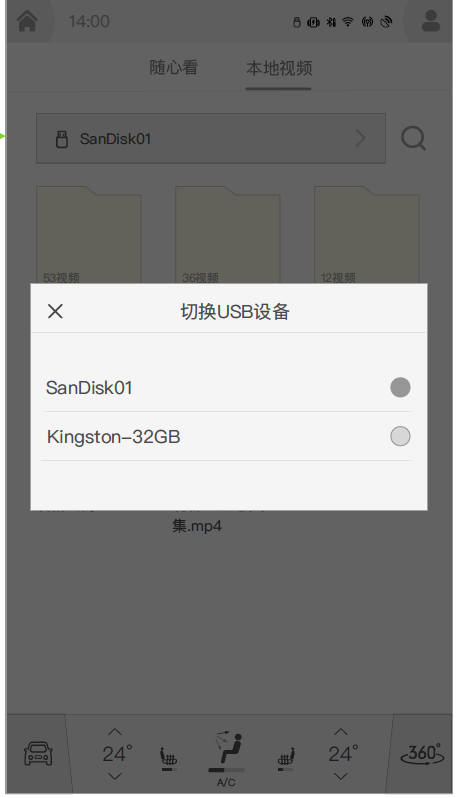 14:00
随心看
本地视频
SanDisk01
53视频
36视频
12视频
切换USB设备
SanDisk01
Kingston-32GB
集.mp4
24°
24°
360°
A/C